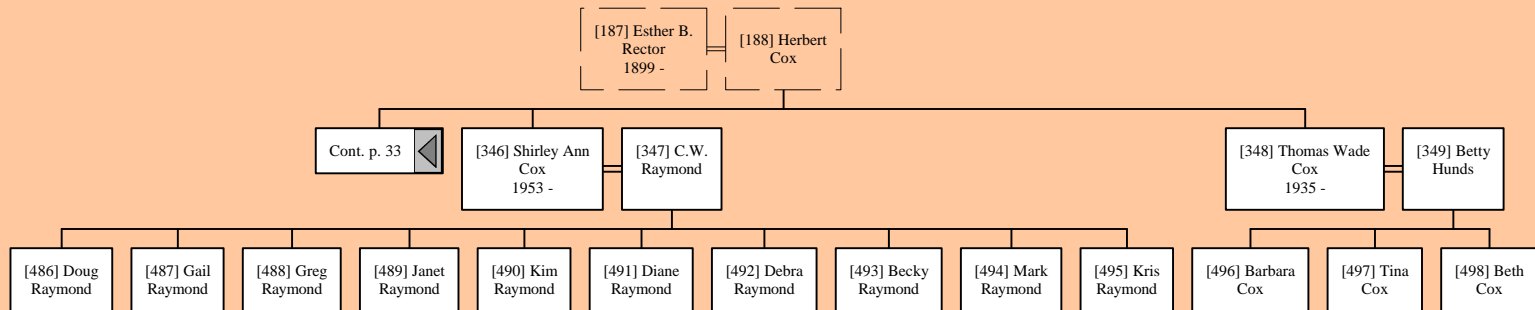 [187] Esther B.
Rector
1899 -
[188] Herbert
Cox
Cont. p. 33
[346] Shirley Ann
Cox
1953 -
[347] C.W.
Raymond
[348] Thomas Wade
Cox
1935 -
[349] Betty
Hunds
[486] Doug
Raymond
[487] Gail
Raymond
[488] Greg
Raymond
[489] Janet
Raymond
[490] Kim
Raymond
[491] Diane
Raymond
[492] Debra
Raymond
[493] Becky
Raymond
[494] Mark
Raymond
[495] Kris
Raymond
[496] Barbara
Cox
[497] Tina
Cox
[498] Beth
Cox